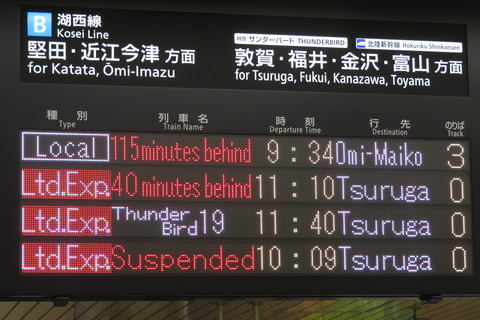 B 湖西線
Kosei Line
堅田・近江今津 方面
for Katata, Ōmi-Imazu
特急 サンダーバード THUNDERBIRD 北陸新幹線 Hokuriku Shinkansen
敦賀・福井・金沢・富山 方面
for Tsuruga, Fukui, Kanazawa, Toyama
種別 列車名 時刻 行先 のりば
Type Train Name Departure Time Destination Track
Local 115 minutes behind 9:34 Omi-Maiko 3
Ltd.Exp. 40 minutes behind 11:10 Tsuruga 0
Ltd.Exp. Thunder Bird 19 11:40 Tsuruga 0
Ltd.Exp. Suspended 10:09 Tsuruga 0